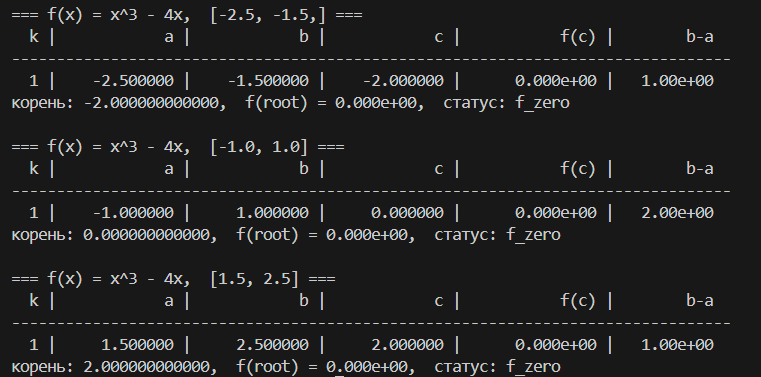 === f(x) = x^3 - 4x,  [-2.5, -1.5,] ===
  k |            a |            b |            c |          f(c) |        b-a
--------------------------------------------------------------------------------
  1 |    -2.500000 |    -1.500000 |    -2.000000 |     0.000e+00 |   1.00e+00
корень: -2.000000000000,  f(root) = 0.000e+00,  статус: f_zero
=== f(x) = x^3 - 4x,  [-1.0, 1.0] ===
  k |            a |            b |            c |          f(c) |        b-a
--------------------------------------------------------------------------------
  1 |    -1.000000 |     1.000000 |     0.000000 |     0.000e+00 |   2.00e+00
корень: 0.000000000000,  f(root) = 0.000e+00,  статус: f_zero
=== f(x) = x^3 - 4x,  [1.5, 2.5] ===
  k |            a |            b |            c |          f(c) |        b-a
--------------------------------------------------------------------------------
  1 |     1.500000 |     2.500000 |     2.000000 |     0.000e+00 |   1.00e+00
корень: 2.000000000000,  f(root) = 0.000e+00,  статус: f_zero